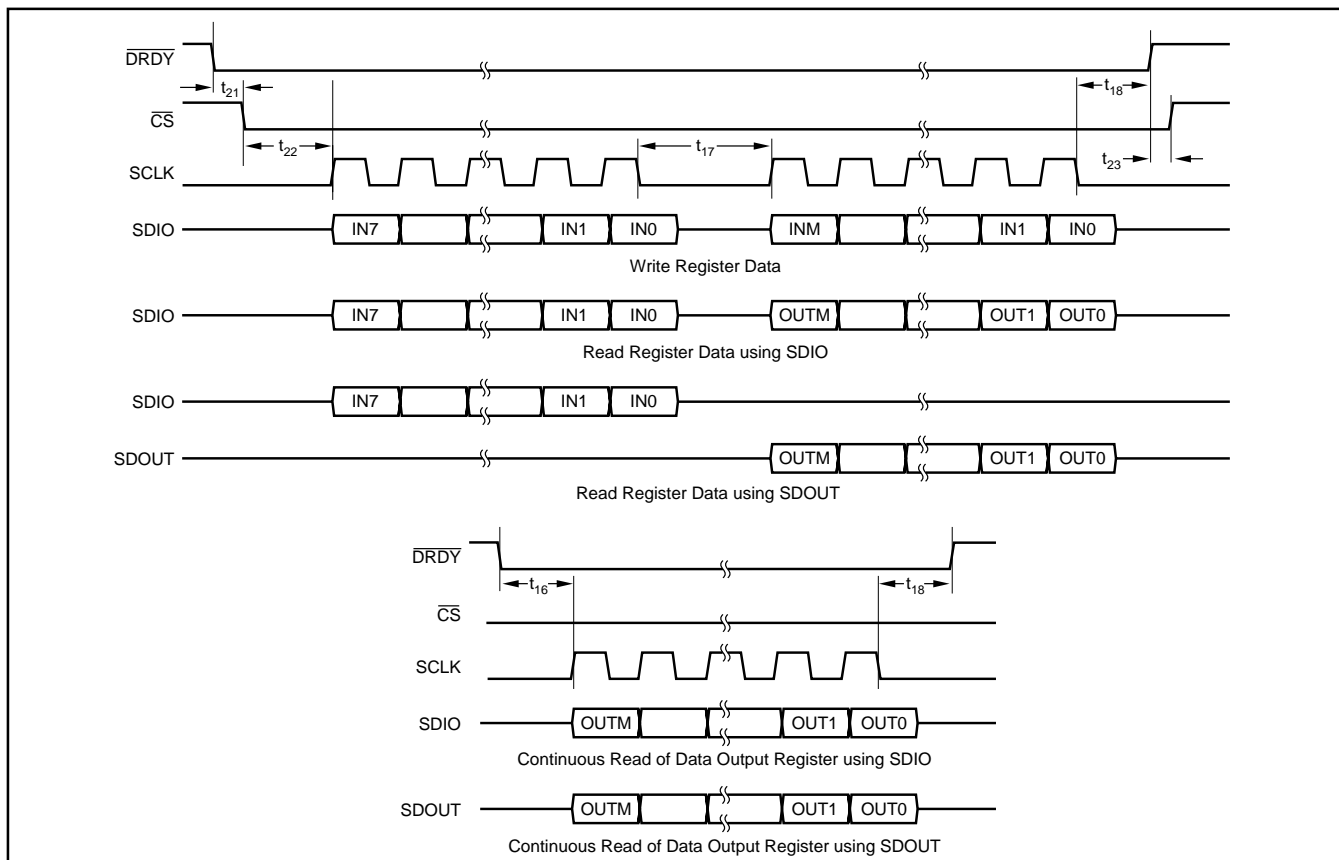 DRDY
t21
t18
CS
t22
t17
t23
SCLK
SDIO IN7 IN1 IN0 INM IN1 IN0
Write Register Data
SDIO IN7 IN1 IN0 OUTM OUT1 OUT0
Read Register Data using SDIO
SDIO IN7 IN1 IN0
SDOUT OUTM OUT1 OUT0
Read Register Data using SDOUT
DRDY
t16 t18
CS
SCLK
SDIO OUTM OUT1 OUT0
Continuous Read of Data Output Register using SDIO
SDOUT OUTM OUT1 OUT0
Continuous Read of Data Output Register using SDOUT